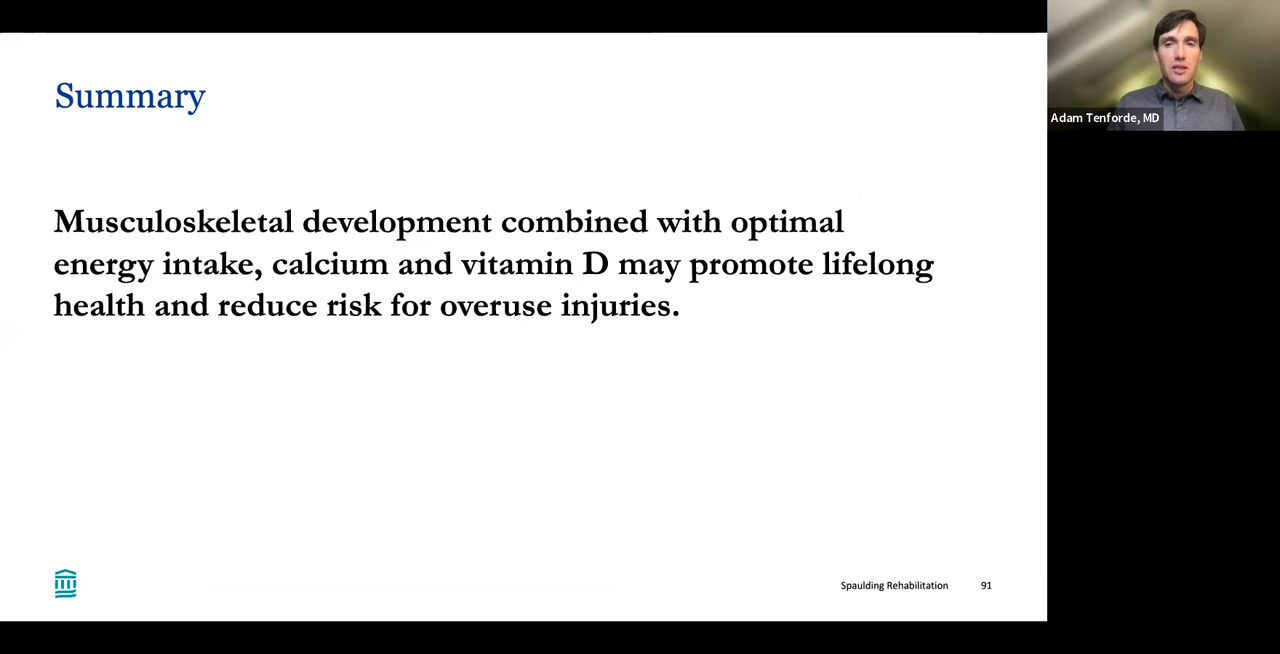 Summary
Musculoskeletal development combined with optimal
energy intake, calcium and vitamin D may promote lifelong
health and reduce risk for overuse injuries.
Spaulding Rehabilitation 91
Adam Tenforde, MD